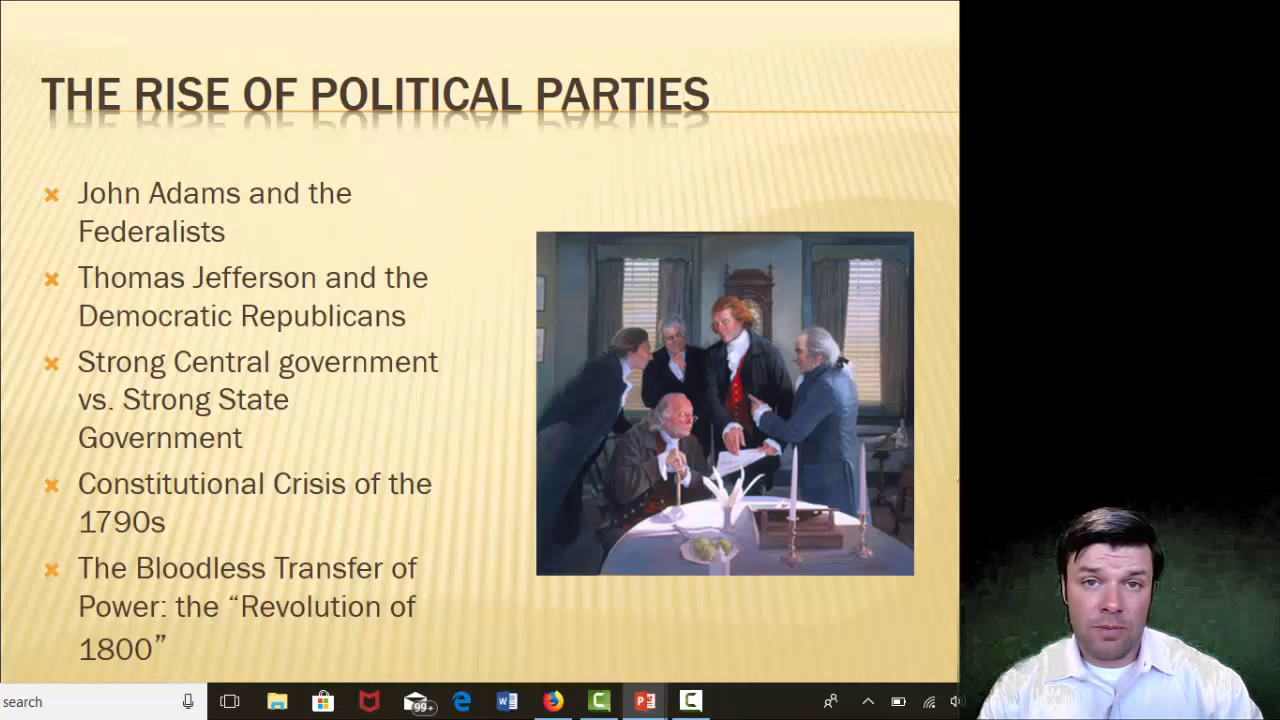 THE RISE OF POLITICAL PARTIES
John Adams and the
Federalists
Thomas Jefferson and the
Democratic Republicans
Strong Central government
vs. Strong State
Government
Constitutional Crisis of the
1790s
The Bloodless Transfer of
Power: the “Revolution of
1800”
search
99+